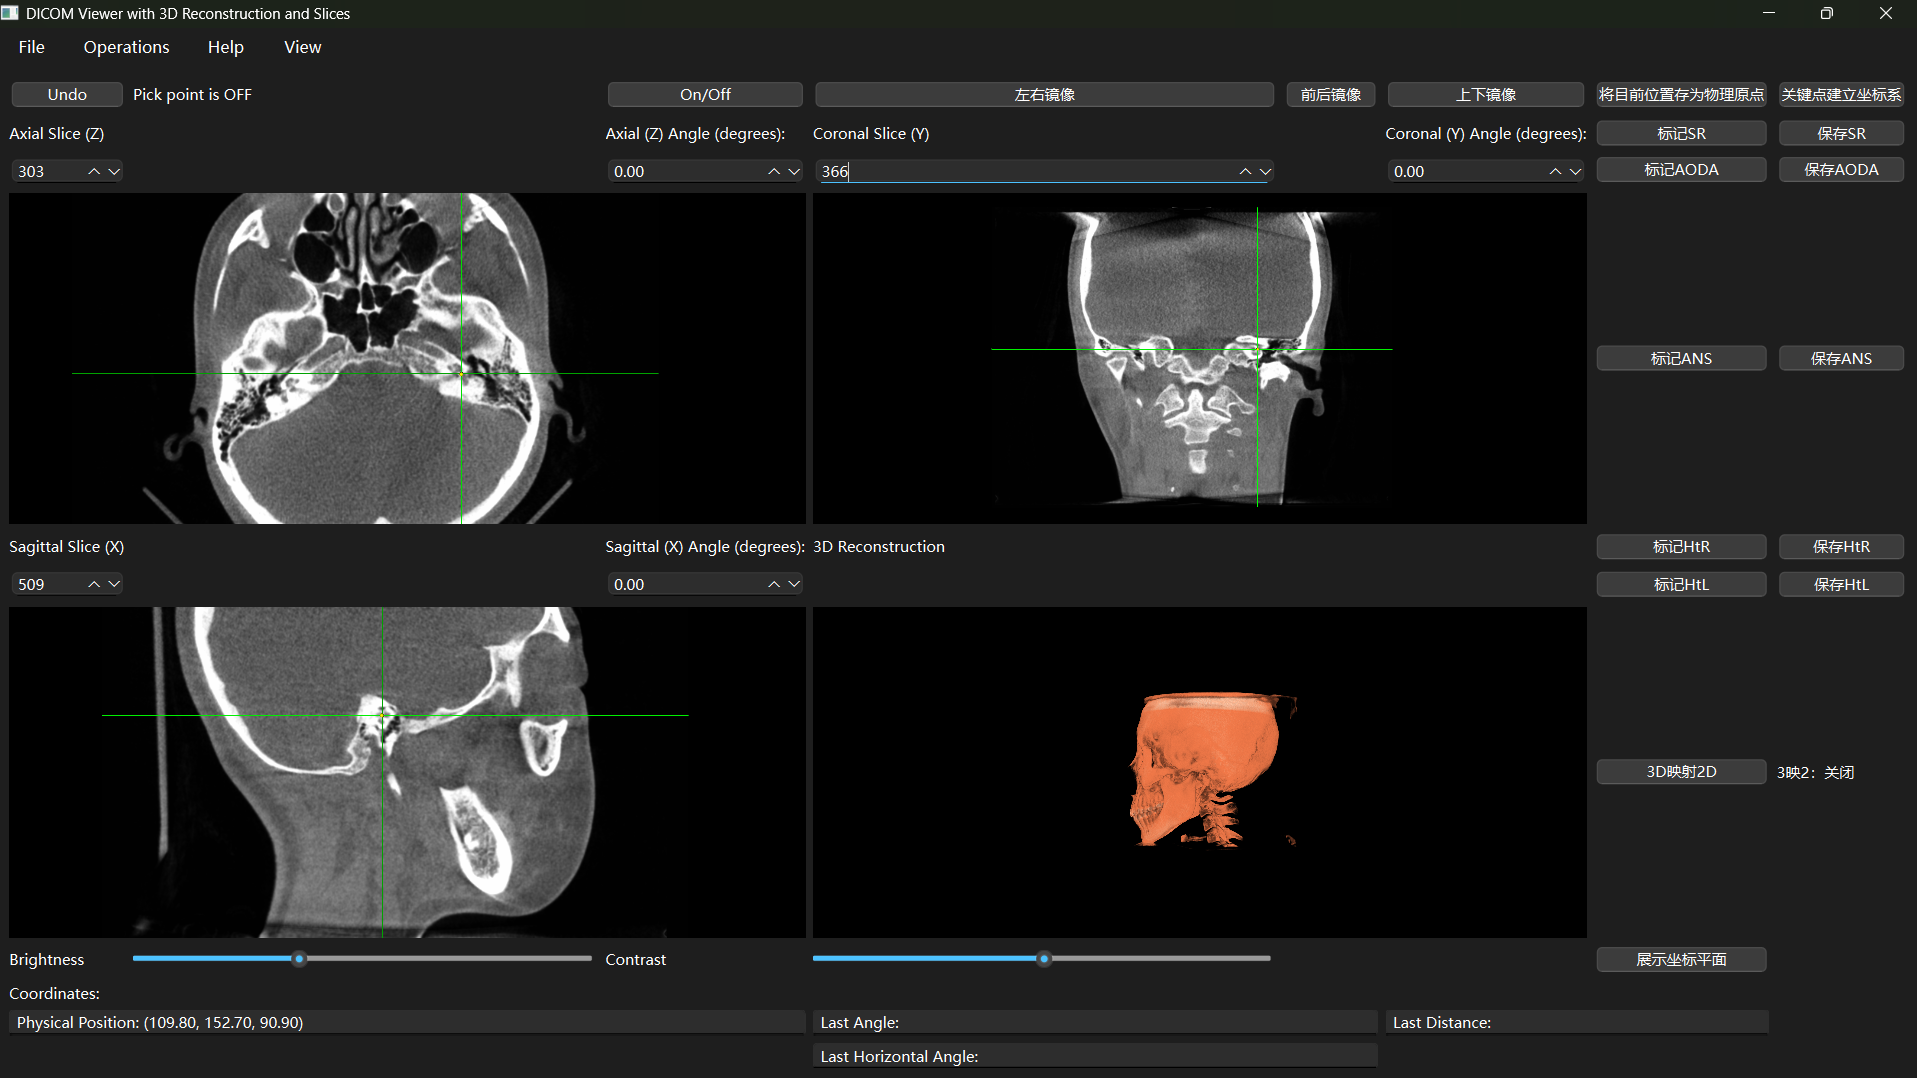 DICOM Viewer with 3D Reconstruction and Slices
File Operations Help View
Undo Pick point is OFF On/Off 左右镜像 前后镜像 上下镜像 将目前位置存为物理原点 关键点建立坐标系
Axial Slice (Z) Axial (Z) Angle (degrees): Coronal Slice (Y) Coronal (Y) Angle (degrees): 标记SR 保存SR
303 0.00 366 0.00 标记AODA 保存AODA
标记ANS 保存ANS
Sagittal Slice (X) Sagittal (X) Angle (degrees): 3D Reconstruction 标记HtR 保存HtR
509 0.00 标记HtL 保存HtL
3D映射2D 3映2：关闭
Brightness Contrast 展示坐标平面
Coordinates:
Physical Position: (109.80, 152.70, 90.90) Last Angle: Last Distance:
Last Horizontal Angle: